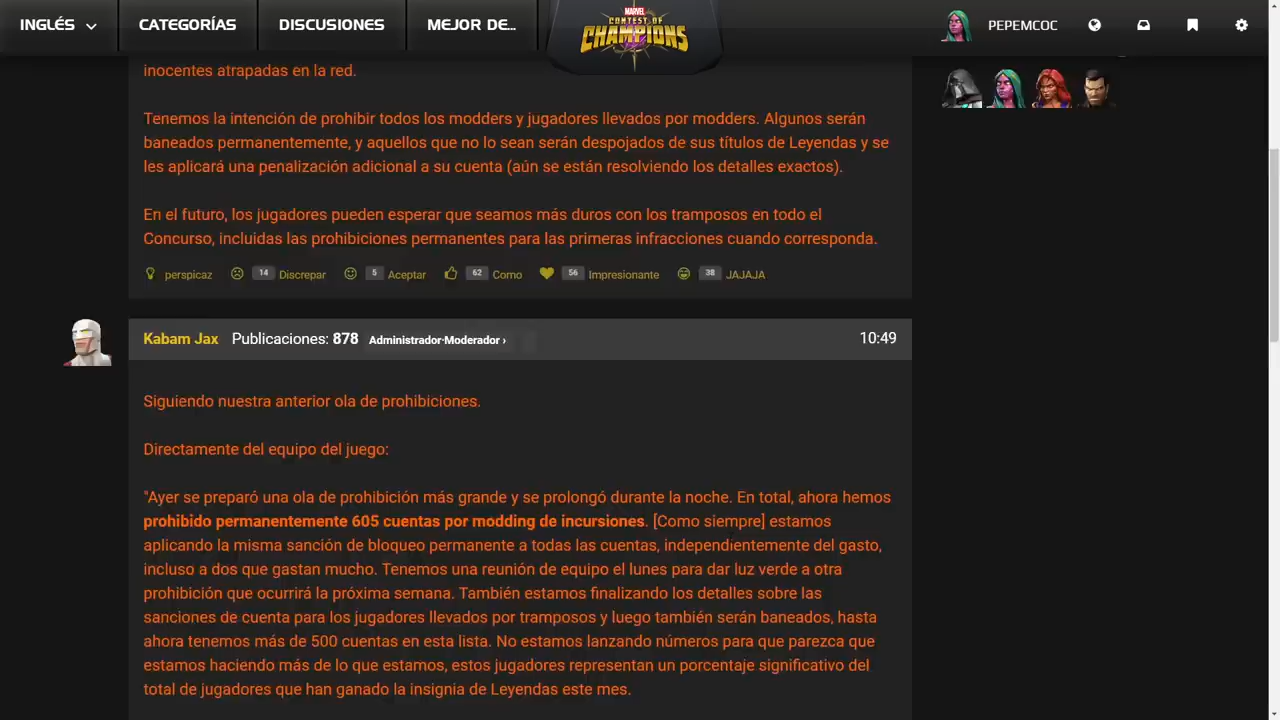 INGLÉS CATEGORÍAS DISCUSIONES MEJOR DE... MARVEL CONTEST OF CHAMPIONS PEPEMCOC
inocentes atrapadas en la red.
Tenemos la intención de prohibir todos los modders y jugadores llevados por modders. Algunos serán
baneados permanentemente, y aquellos que no lo sean serán despojados de sus títulos de Leyendas y se
les aplicará una penalización adicional a su cuenta (aún se están resolviendo los detalles exactos).
En el futuro, los jugadores pueden esperar que seamos más duros con los tramposos en todo el
Concurso, incluidas las prohibiciones permanentes para las primeras infracciones cuando corresponda.
perspicaz 14 Discrepar 5 Aceptar 62 Como 56 Impresionante 38 JAJAJA
Kabam Jax Publicaciones: 878 Administrador·Moderador › 10:49
Siguiendo nuestra anterior ola de prohibiciones.
Directamente del equipo del juego:
"Ayer se preparó una ola de prohibición más grande y se prolongó durante la noche. En total, ahora hemos
prohibido permanentemente 605 cuentas por modding de incursiones. [Como siempre] estamos
aplicando la misma sanción de bloqueo permanente a todas las cuentas, independientemente del gasto,
incluso a dos que gastan mucho. Tenemos una reunión de equipo el lunes para dar luz verde a otra
prohibición que ocurrirá la próxima semana. También estamos finalizando los detalles sobre las
sanciones de cuenta para los jugadores llevados por tramposos y luego también serán baneados, hasta
ahora tenemos más de 500 cuentas en esta lista. No estamos lanzando números para que parezca que
estamos haciendo más de lo que estamos, estos jugadores representan un porcentaje significativo del
total de jugadores que han ganado la insignia de Leyendas este mes.